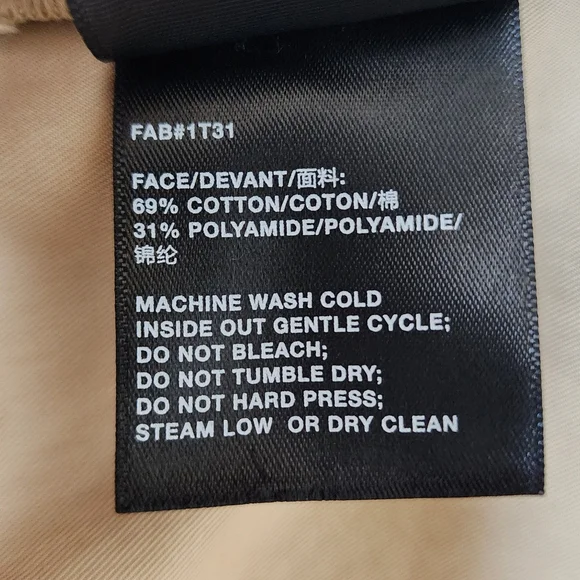 FAB#1T31
FACE/DEVANT/面料:
69% COTTON/COTON/棉
31% POLYAMIDE/POLYAMIDE/
锦纶
MACHINE WASH COLD
INSIDE OUT GENTLE CYCLE;
DO NOT BLEACH;
DO NOT TUMBLE DRY;
DO NOT HARD PRESS;
STEAM LOW OR DRY CLEAN